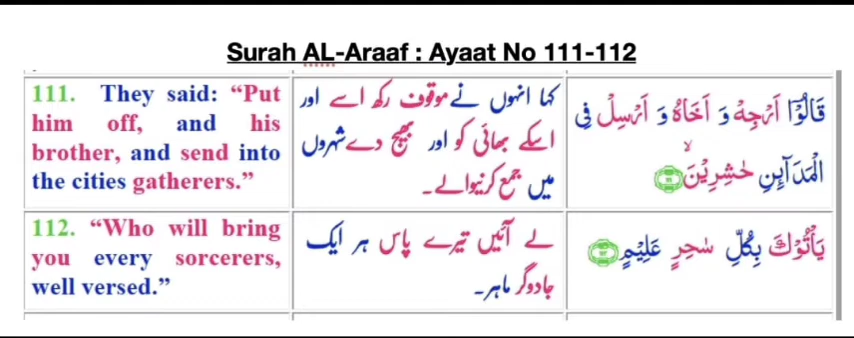 Surah AL-Araaf : Ayaat No 111-112
111. They said: “Put
him off, and his
brother, and send into
the cities gatherers.”
کہا انہوں نے موقوف رکھ اسے اور
اسکے بھائی کو اور بھیج دے شہروں
میں جمع کرنیوالے۔
قَالُوْٓا اَرْجِهْ وَ اَخَاهُ وَ اَرْسِلْ فِی
الْمَدَآىِٕنِ حٰشِرِیْنَۙ
112. “Who will bring
you every sorcerers,
well versed.”
لے آئیں تیرے پاس ہر ایک
جادوگر ماہر۔
یَاْتُوْكَ بِكُلِّ سٰحِرٍ عَلِیْمٍ